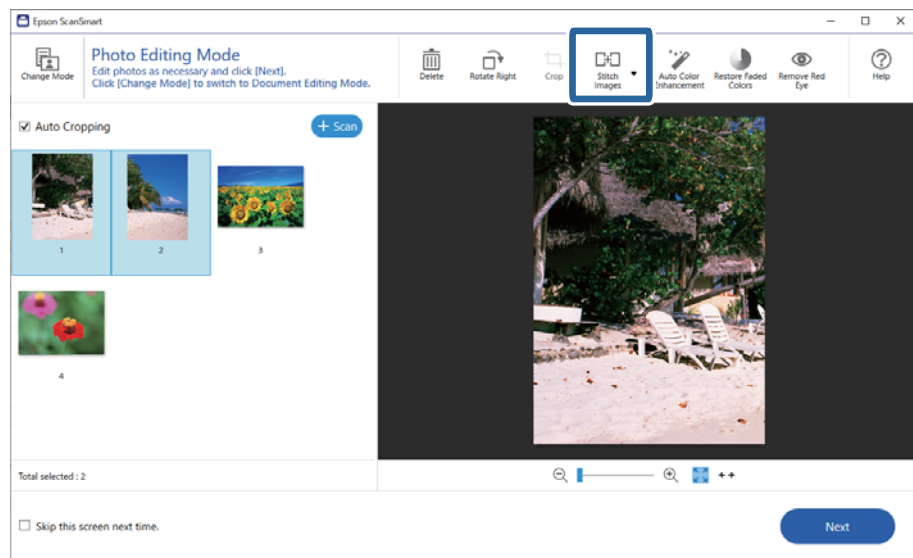 Epson ScanSmart
Change Mode
Photo Editing Mode
Edit photos as necessary and click [Next].
Click [Change Mode] to switch to Document Editing Mode.
Delete
Rotate Right
Crop
Stitch
Images
Auto Color
Enhancement
Restore Faded
Colors
Remove Red
Eye
Help
Auto Cropping
+ Scan
1
2
3
4
Total selected : 2
Skip this screen next time.
Next